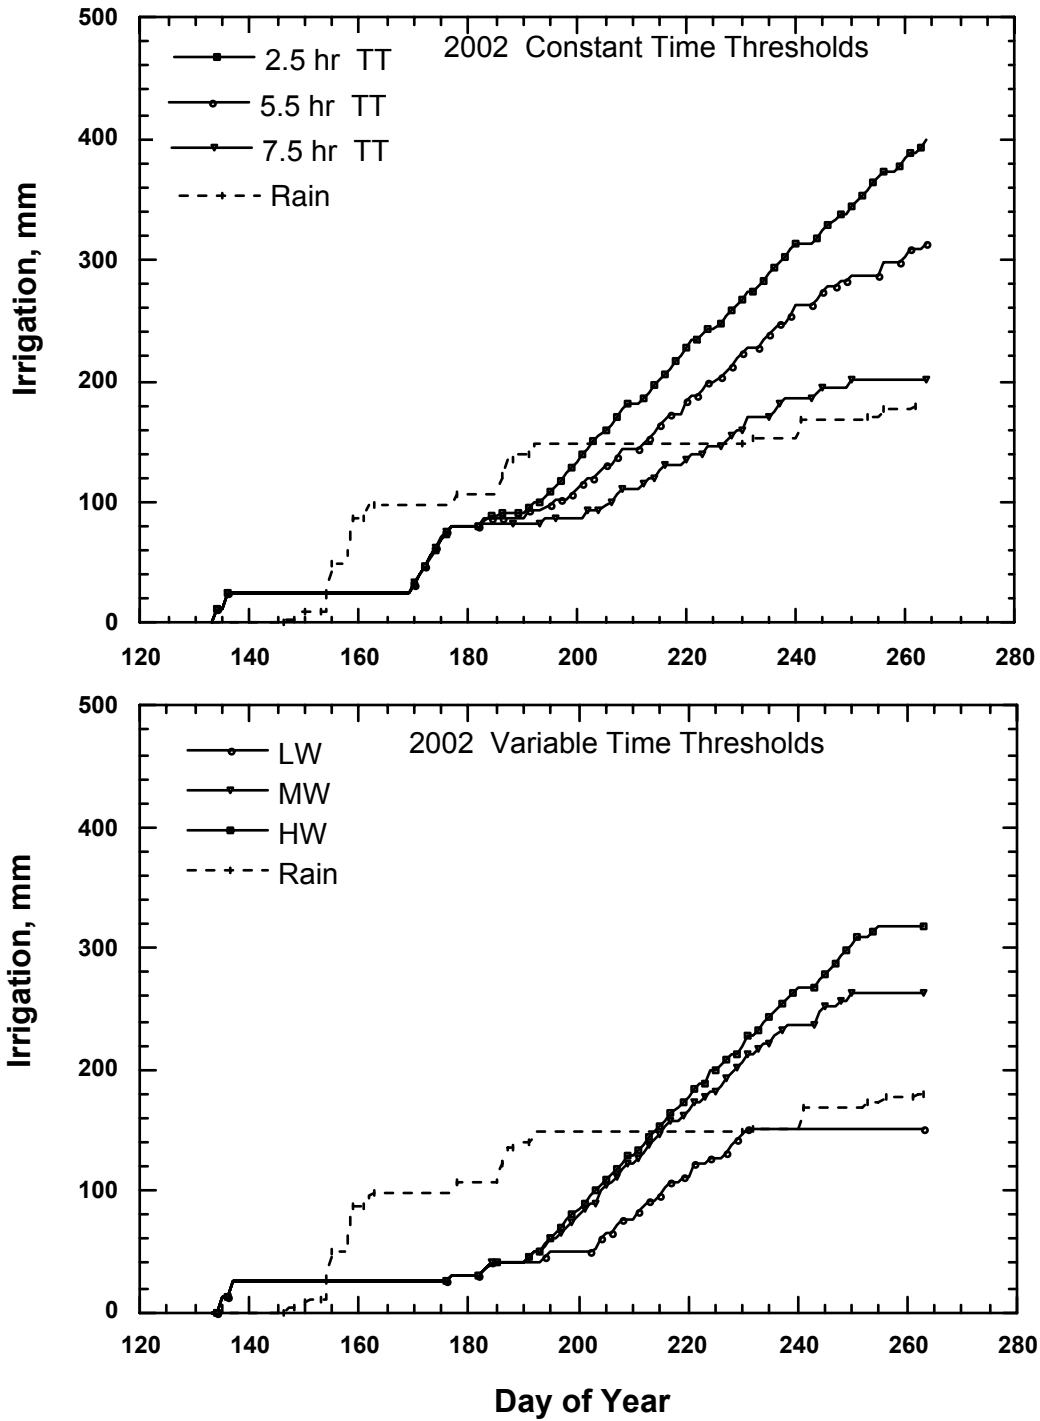 500
2002 Constant Time Thresholds
2.5 hr TT
5.5 hr TT
400
7.5 hr TT
Rain
300
200
100
0
Irrigation, mm
120 140 160 180 200 220 240 260 280
500
2002 Variable Time Thresholds
LW
MW
400
HW
Rain
300
200
100
0
Irrigation, mm
120 140 160 180 200 220 240 260 280
Day of Year